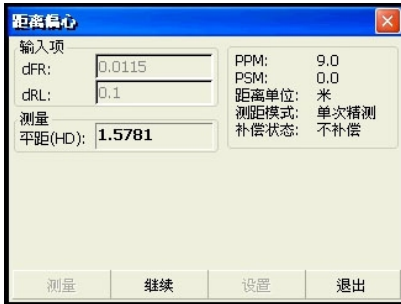 距离偏心
输入项
dFR: 0.0115
dRL: 0.1
测量
平距(HD): 1.5781
PPM: 9.0
PSM: 0.0
距离单位: 米
测距模式: 单次精测
补偿状态: 不补偿
测量 继续 设置 退出